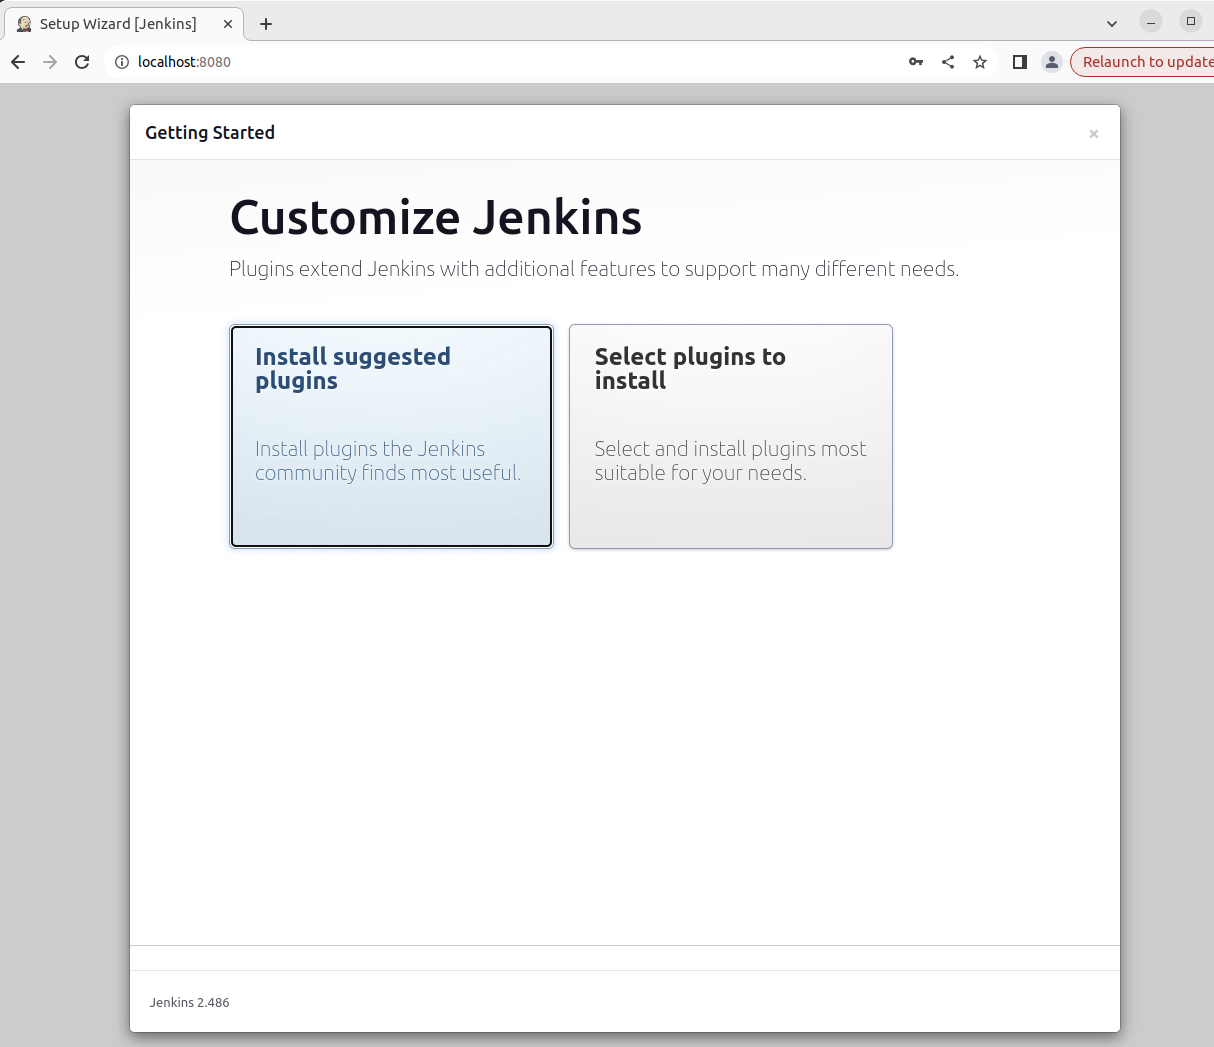 Setup Wizard [Jenkins]
localhost:8080
Relaunch to update
Getting Started
Customize Jenkins
Plugins extend Jenkins with additional features to support many different needs.
Install suggested
plugins
Install plugins the Jenkins
community finds most useful.
Select plugins to
install
Select and install plugins most
suitable for your needs.
Jenkins 2.486